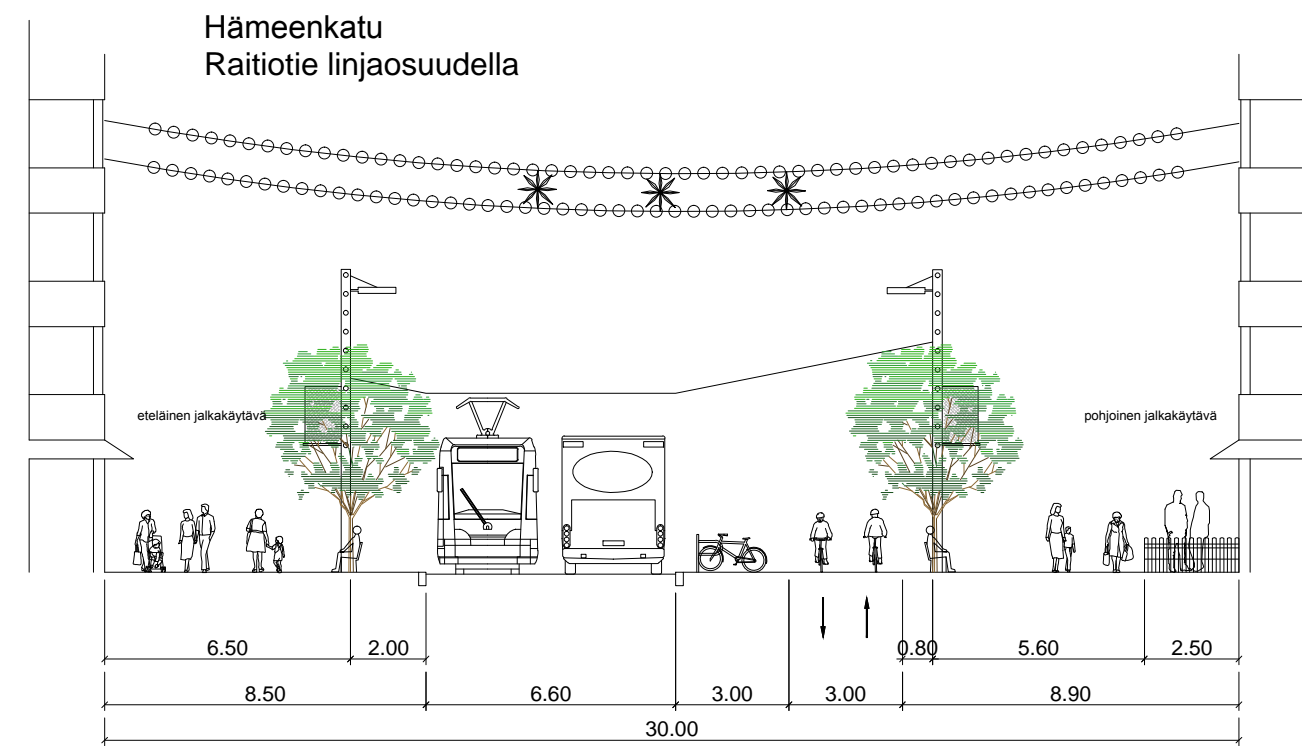 Hämeenkatu
Raitiotie linjaosuudella
eteläinen jalkakäytävä
pohjoinen jalkakäytävä
6.50 2.00 0.80 5.60 2.50
8.50 6.60 3.00 3.00 8.90
30.00